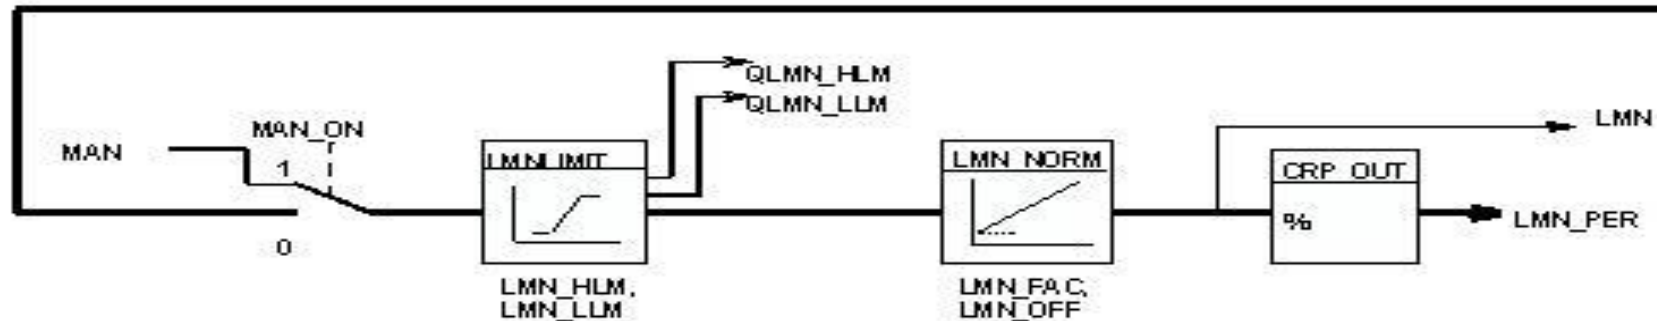 QLMN_HLM
QLMN_LLM
LMN
MAN_ON
MAN
1
LMNLIMIT
LMN_NORM
CRP_OUT
%
LMN_PER
0
LMN_HLM,
LMN_LLM
LMN_FAC,
LMN_OFF